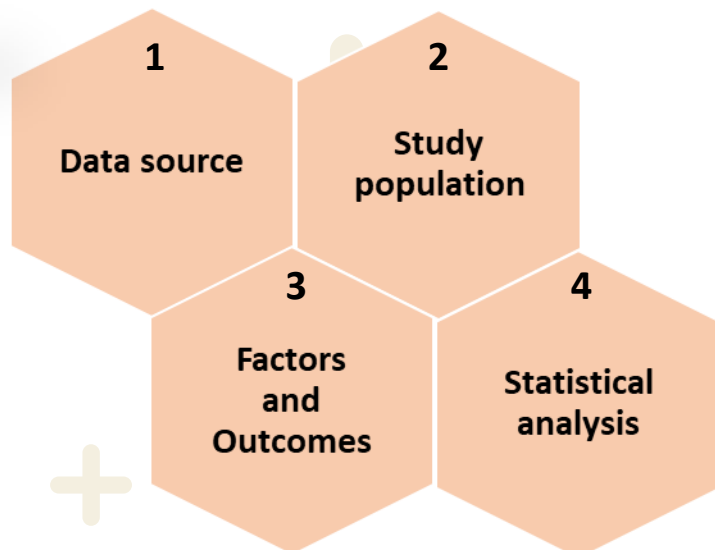 1
Data source
2
Study
population
3
Factors
and
Outcomes
4
Statistical
analysis